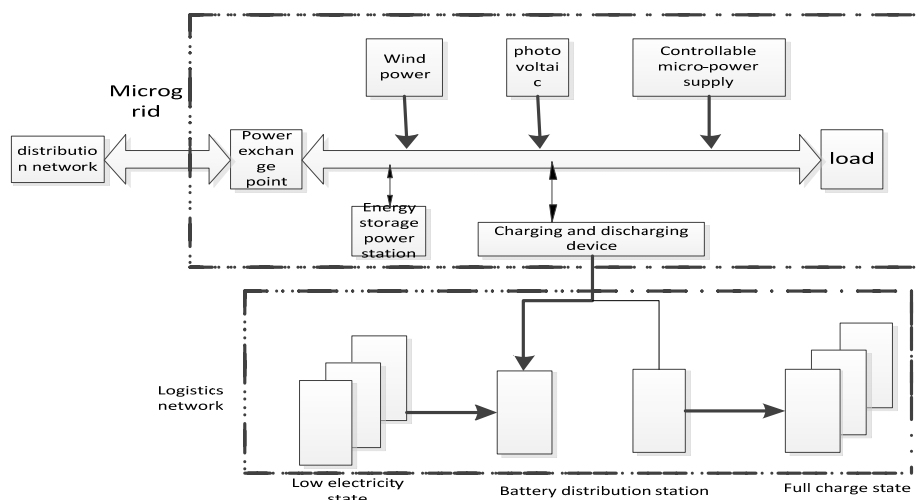 Wind
power
photo
voltai
c
Controllable
micro-power
supply
Microg
rid
distributio
n network
Power
exchan
ge
point
load
Energy
storage
power
station
Charging and discharging
device
Logistics
network
Low electricity
state
Battery distribution station
Full charge state